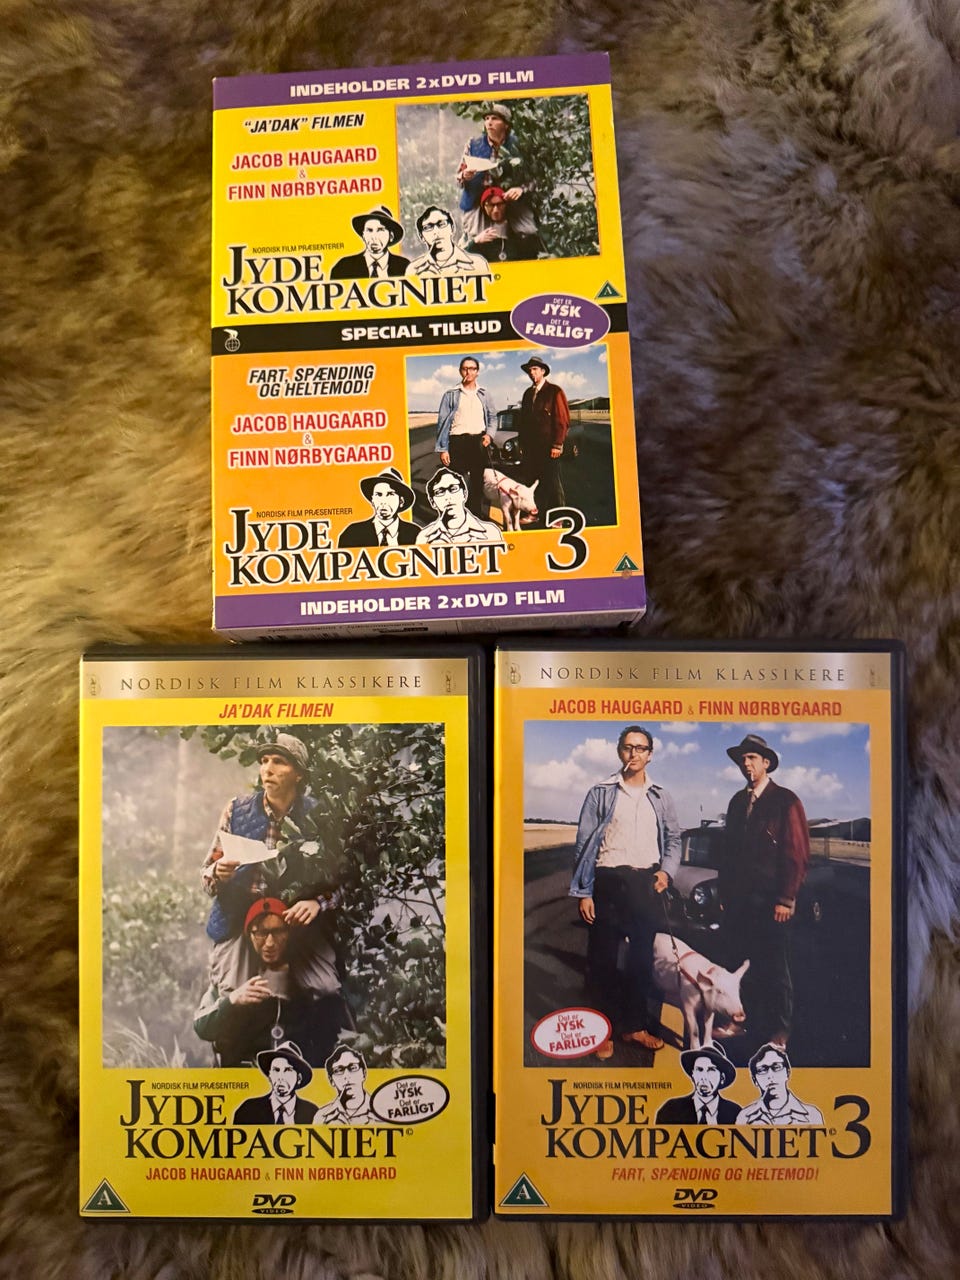 INDEHOLDER 2xDVD FILM
"JA'DAK" FILMEN
JACOB HAUGAARD
&
FINN NØRBYGAARD
NORDISK FILM PRÆSENTERER
JYDE
KOMPAGNIET©
A
SPECIAL TILBUD
DET ER
JYSK
DET ER
FARLIGT
FART, SPÆNDING
OG HELTEMOD!
JACOB HAUGAARD
&
FINN NØRBYGAARD
NORDISK FILM PRÆSENTERER
JYDE
KOMPAGNIET© 3
A
INDEHOLDER 2xDVD FILM
NORDISK FILM KLASSIKERE
JA'DAK FILMEN
NORDISK FILM PRÆSENTERER
JYDE
KOMPAGNIET©
Det er
JYSK
Det er
FARLIGT
JACOB HAUGAARD & FINN NØRBYGAARD
A
DVD
VIDEO
NORDISK FILM KLASSIKERE
JACOB HAUGAARD & FINN NØRBYGAARD
Det er
JYSK
Det er
FARLIGT
NORDISK FILM PRÆSENTERER
JYDE
KOMPAGNIET© 3
FART, SPÆNDING OG HELTEMOD!
A
DVD
VIDEO